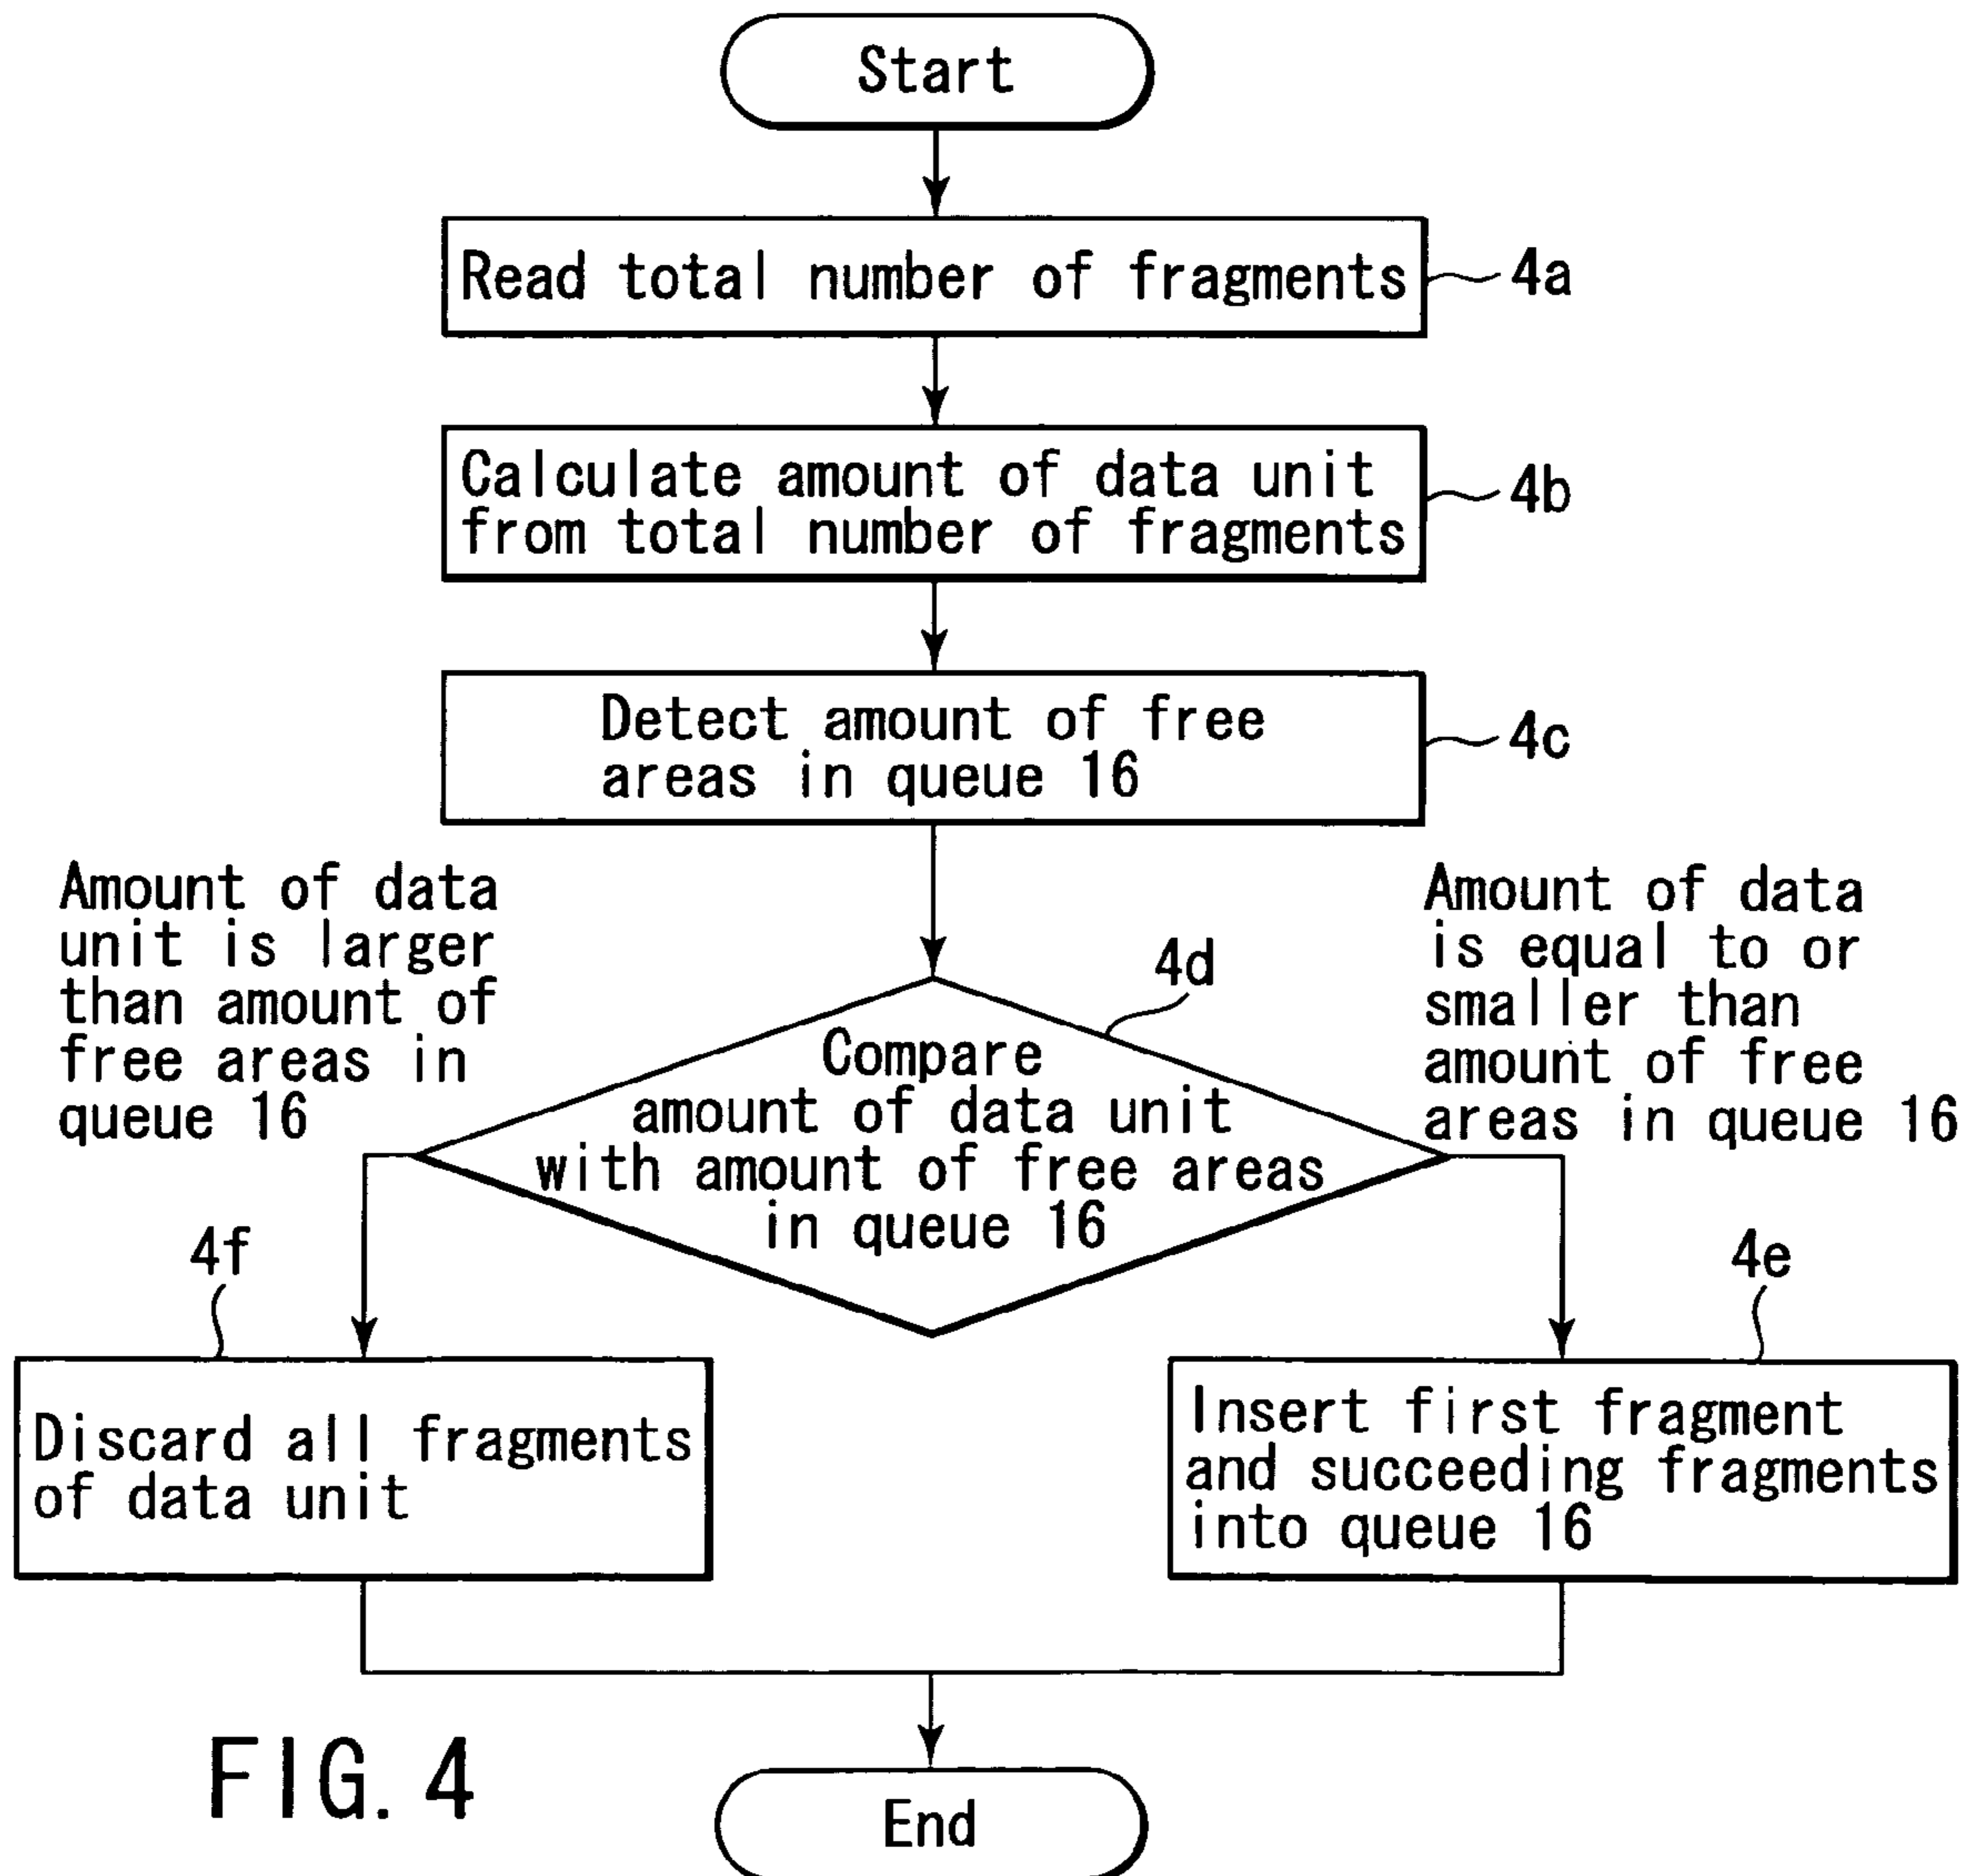 Start
Read total number of fragments
4a
Calculate amount of data unit
from total number of fragments
4b
Detect amount of free
areas in queue 16
4c
Amount of data
unit is larger
than amount of
free areas in
queue 16
Amount of data
is equal to or
smaller than
amount of free
areas in queue 16
4d
Compare
amount of data unit
with amount of free areas
in queue 16
4f
4e
Discard all fragments
of data unit
Insert first fragment
and succeeding fragments
into queue 16
FIG. 4
End